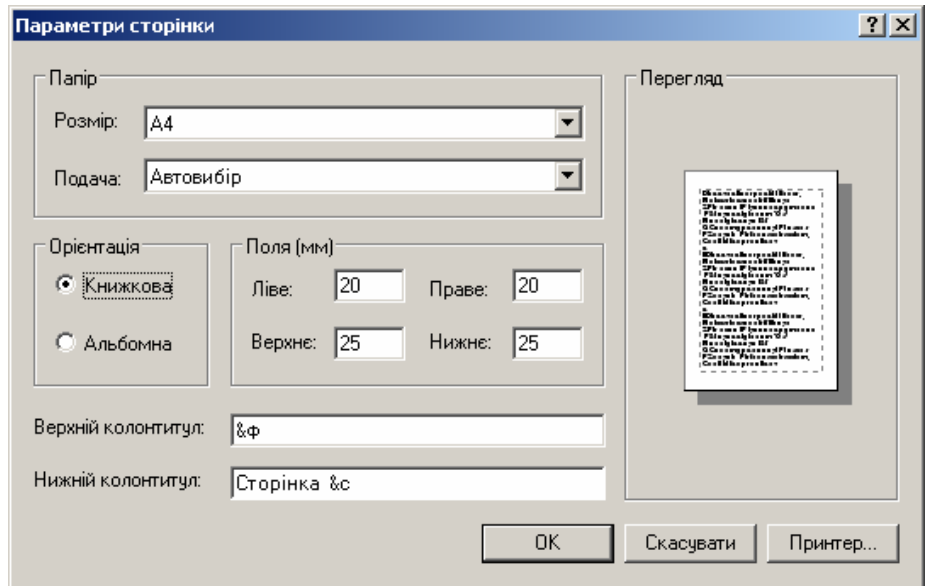 Параметри сторінки
Папір
Розмір: A4
Подача: Автовибір
Орієнтація
Книжкова
Альбомна
Поля (мм)
Ліве: 20 Праве: 20
Верхнє: 25 Нижнє: 25
Верхній колонтитул: &ф
Нижній колонтитул: Сторінка &с
Перегляд
OK Скасувати Принтер...